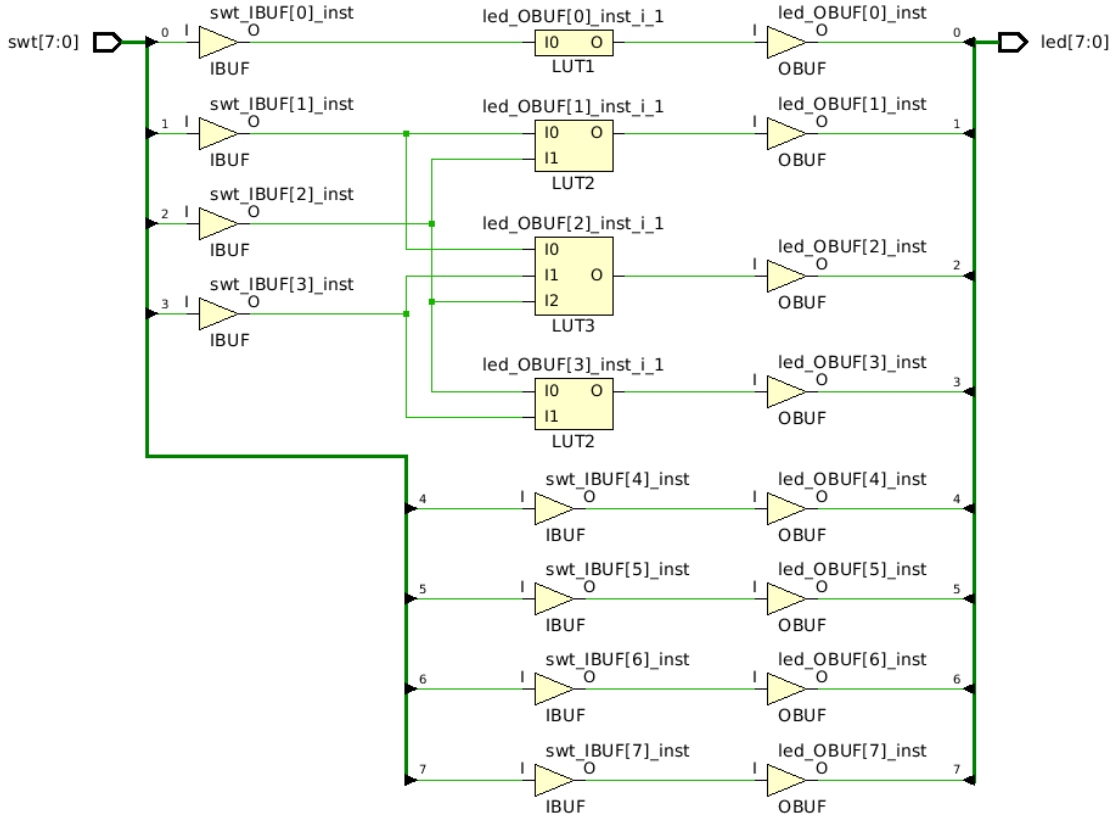 swt[7:0]
led[7:0]
0 I swt_IBUF[0]_inst O IBUF
led_OBUF[0]_inst_i_1 I0 O LUT1
I led_OBUF[0]_inst O OBUF 0
1 I swt_IBUF[1]_inst O IBUF
led_OBUF[1]_inst_i_1 I0 O I1 LUT2
I led_OBUF[1]_inst O OBUF 1
2 I swt_IBUF[2]_inst O IBUF
led_OBUF[2]_inst_i_1 I0 I1 O I2 LUT3
I led_OBUF[2]_inst O OBUF 2
3 I swt_IBUF[3]_inst O IBUF
led_OBUF[3]_inst_i_1 I0 O I1 LUT2
I led_OBUF[3]_inst O OBUF 3
4 I swt_IBUF[4]_inst O IBUF
I led_OBUF[4]_inst O OBUF 4
5 I swt_IBUF[5]_inst O IBUF
I led_OBUF[5]_inst O OBUF 5
6 I swt_IBUF[6]_inst O IBUF
I led_OBUF[6]_inst O OBUF 6
7 I swt_IBUF[7]_inst O IBUF
I led_OBUF[7]_inst O OBUF 7